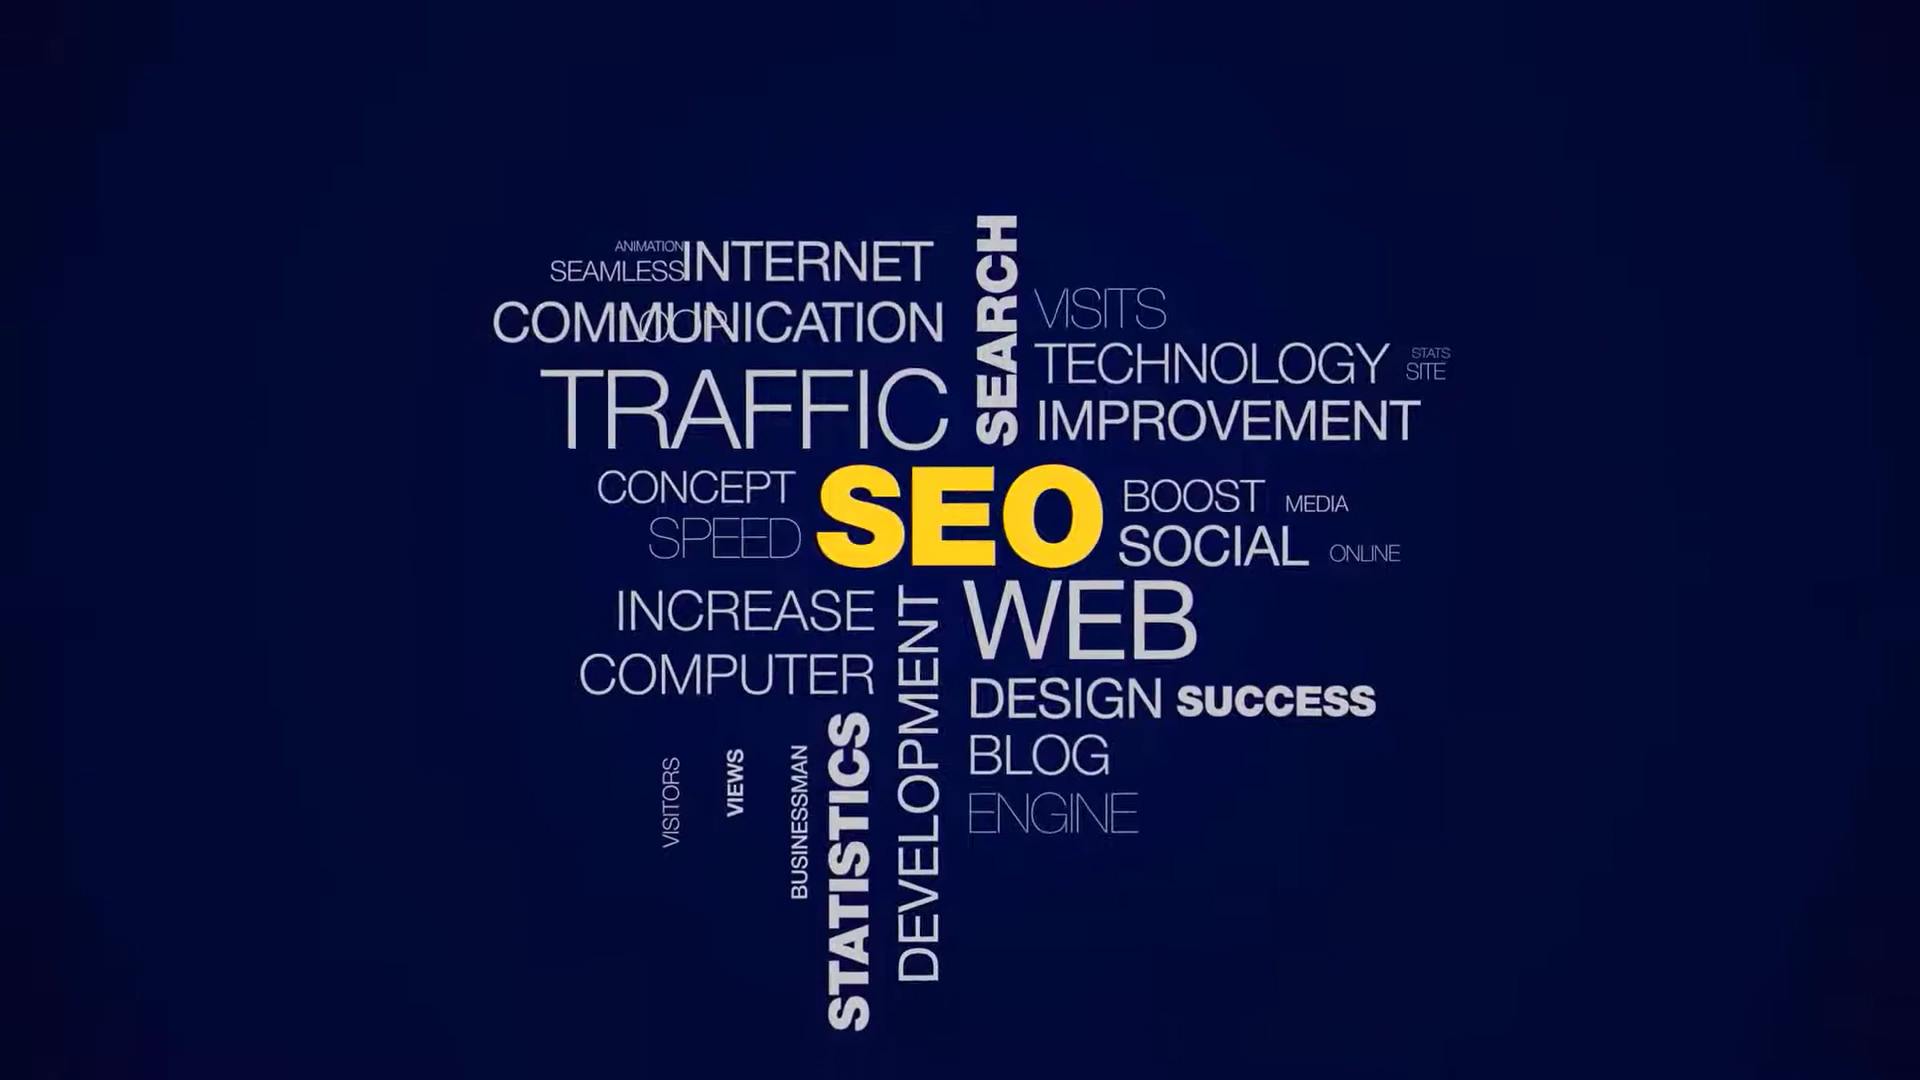 SEARCH
ANIMATION
INTERNET
SEAMLESS
VISITS
COMMUNICATION
LOOP
TECHNOLOGY
STATS
SITE
TRAFFIC
IMPROVEMENT
CONCEPT
SEO
BOOST
MEDIA
SPEED
SOCIAL
ONLINE
INCREASE
DEVELOPMENT
WEB
COMPUTER
DESIGN
SUCCESS
STATISTICS
BLOG
VISITORS
VIEWS
BUSINESSMAN
ENGINE